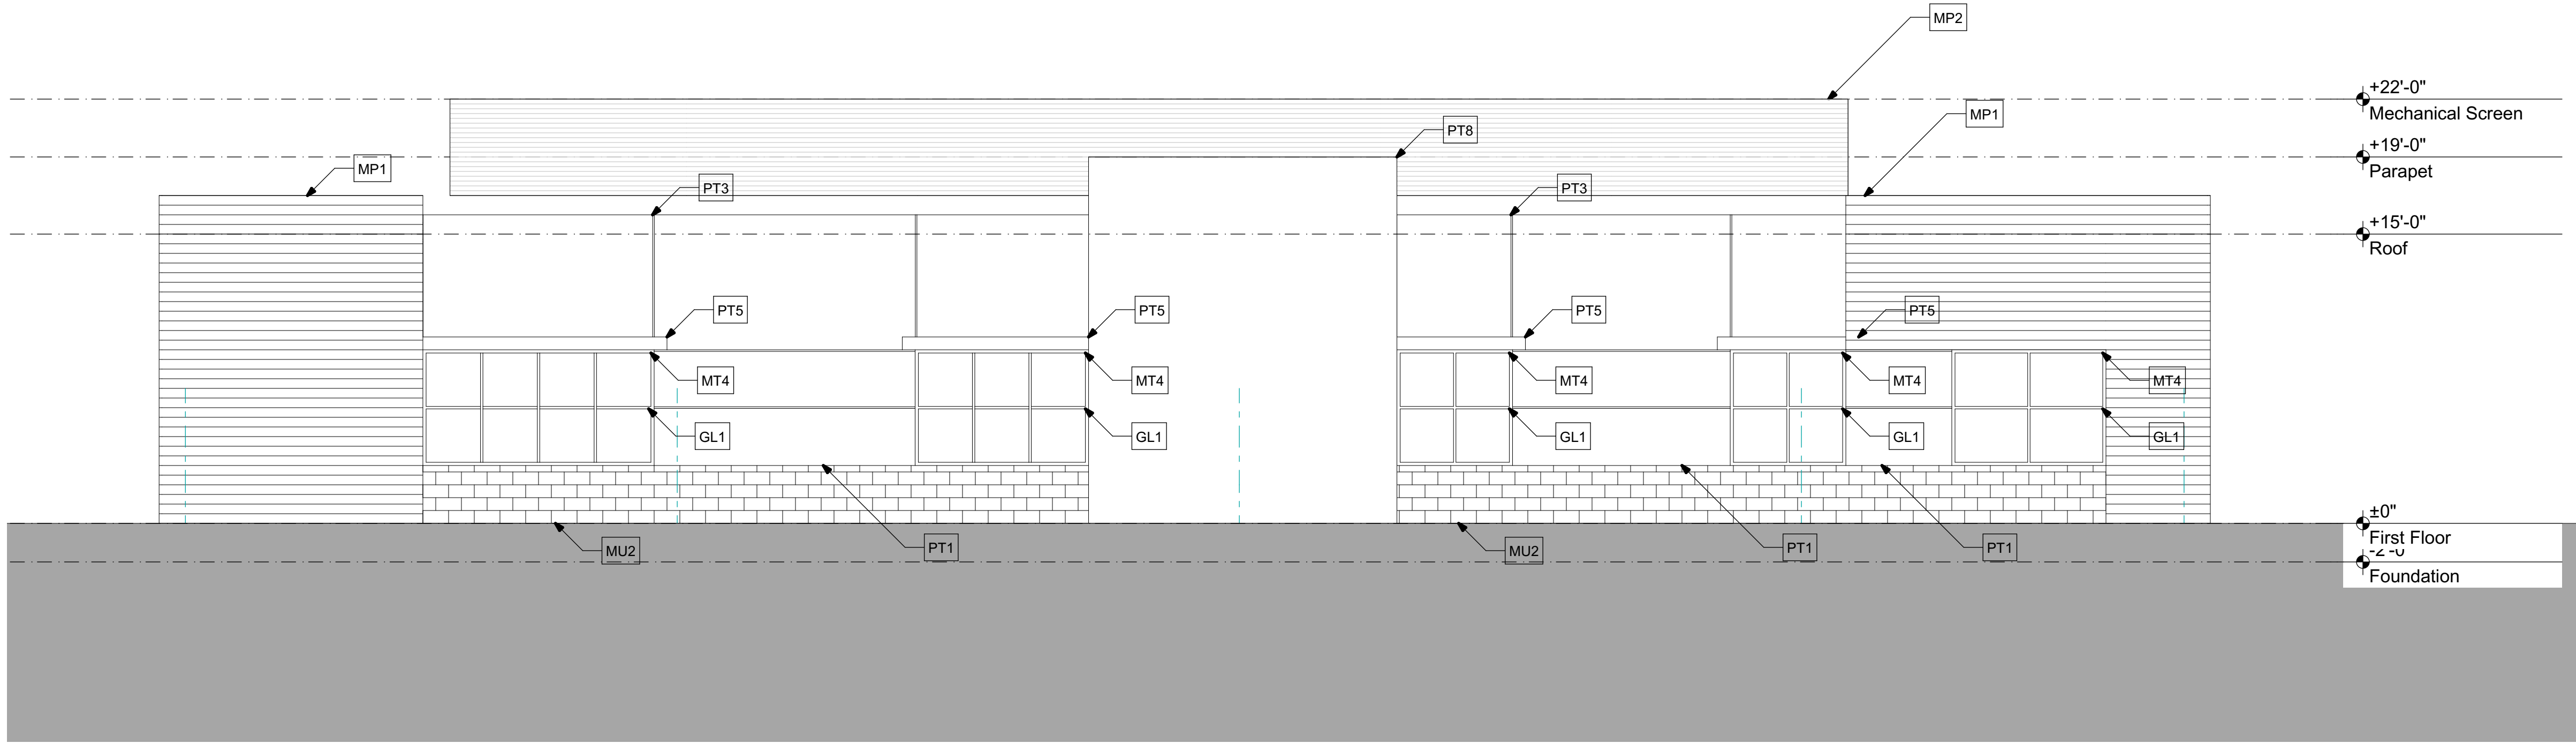 MP2
+22'-0"
Mechanical Screen
MP1
PT8
+19'-0"
Parapet
MP1
PT3
PT3
+15'-0"
Roof
PT5
PT5
PT5
PT5
MT4
MT4
MT4
MT4
MT4
GL1
GL1
GL1
GL1
GL1
±0"
First Floor
MU2
PT1
MU2
PT1
PT1
-2'-0"
Foundation